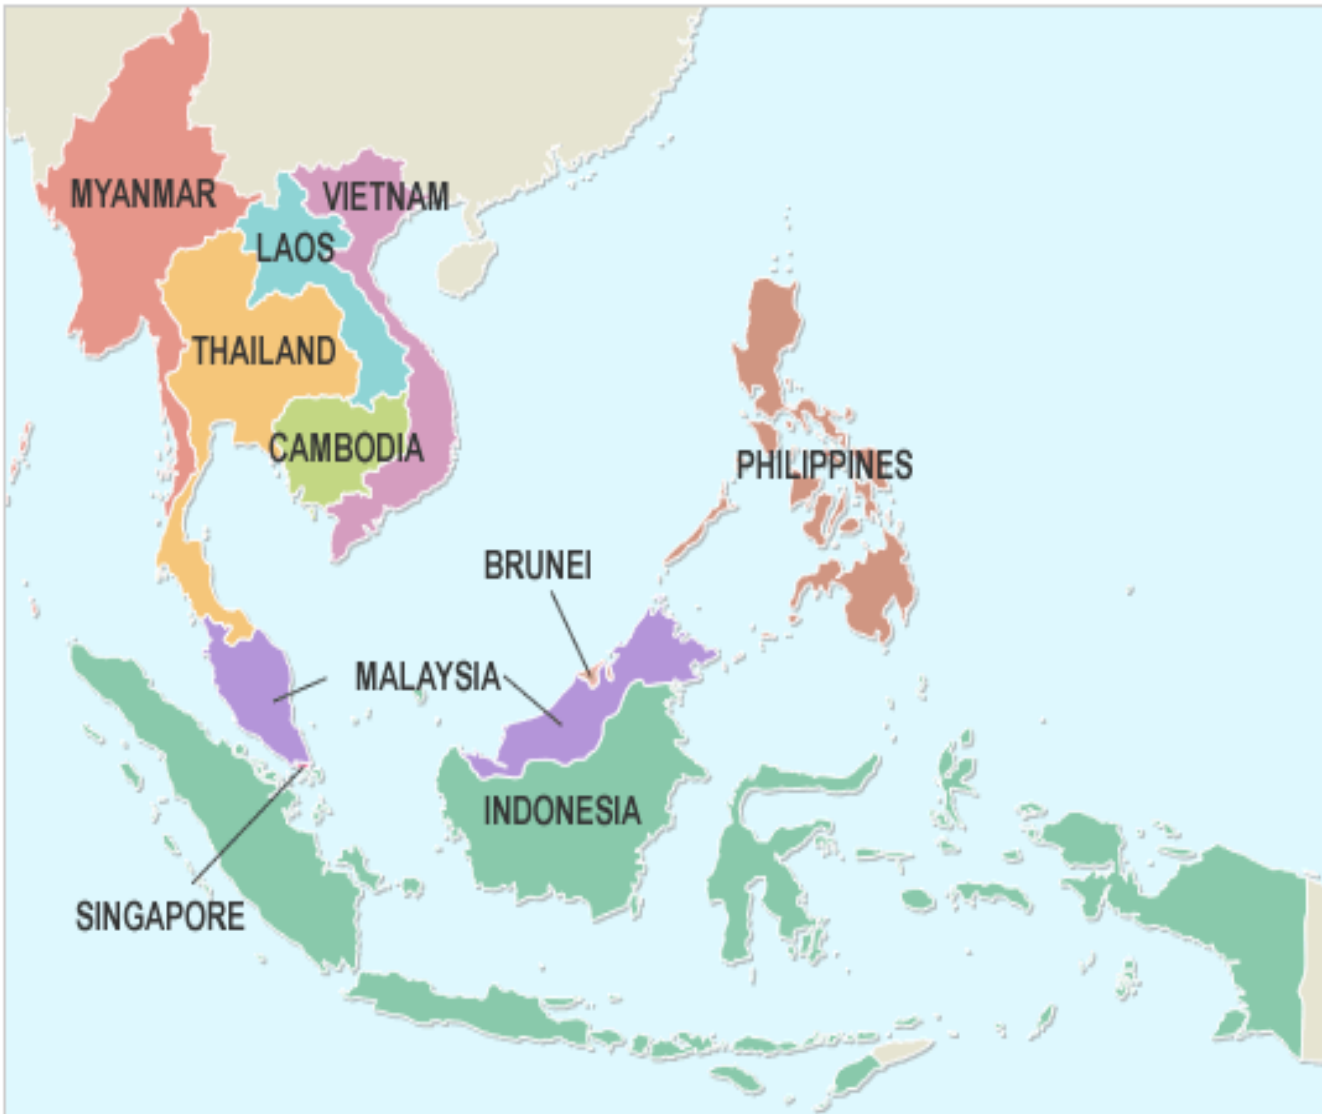 MYANMAR
VIETNAM
LAOS
THAILAND
CAMBODIA
PHILIPPINES
BRUNEI
MALAYSIA
INDONESIA
SINGAPORE